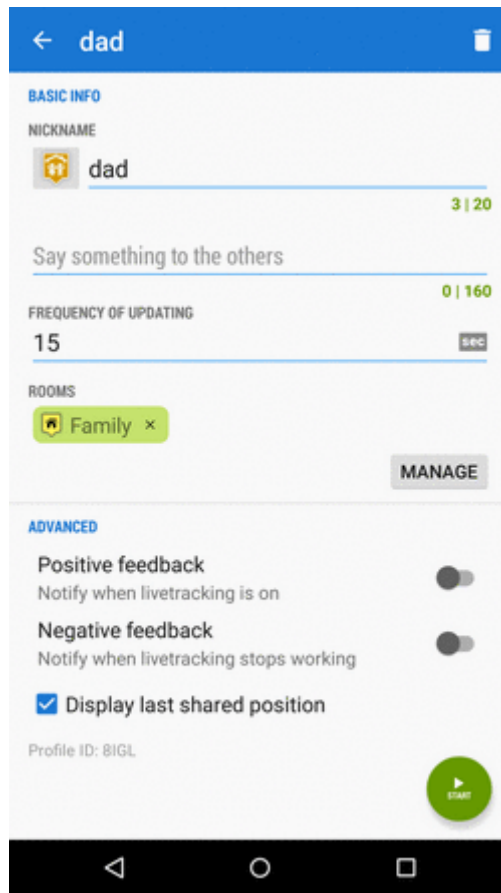 dad
BASIC INFO
NICKNAME
dad
3 | 20
Say something to the others
0 | 160
FREQUENCY OF UPDATING
15 sec
ROOMS
Family ×
MANAGE
ADVANCED
Positive feedback
Notify when livetracking is on
Negative feedback
Notify when livetracking stops working
Display last shared position
Profile ID: 8IGL
START